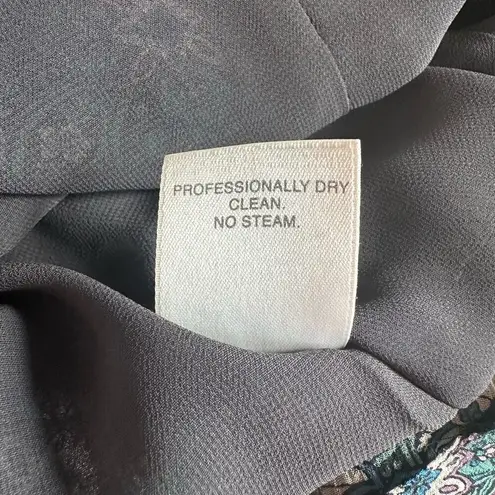 PROFESSIONALLY DRY
CLEAN.
NO STEAM.